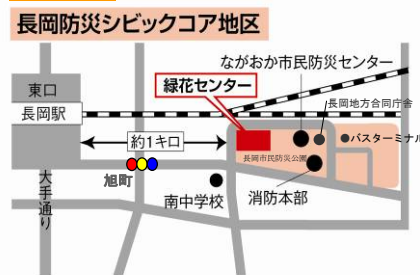 長岡防災シビックコア地区
ながおか市民防災センター
東口
緑花センター
長岡駅
長岡地方合同庁舎
約1キロ
バスターミナル
長岡市民防災公園
旭町
大手通り
南中学校
消防本部